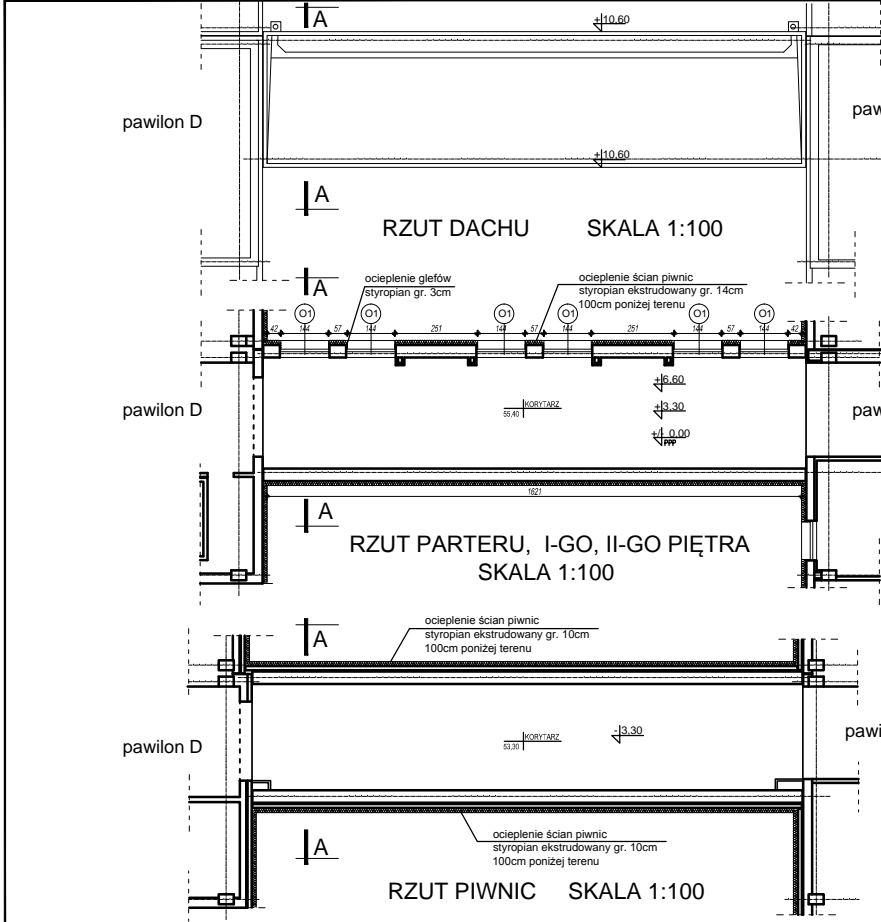 A
+10,60
pawilon D
paw
+10,60
A
RZUT DACHU SKALA 1:100
A
ocieplenie glefów
styropian gr. 3cm
ocieplenie ścian piwnic
styropian ekstrudowany gr. 14cm
100cm poniżej terenu
O1 O1 O1 O1 O1 O1
42 144 57 144 251 144 57 144 251 144 57 144 42
+6.60
pawilon D
KORYTARZ
55,40
+3.30
paw
+/- 0.00
PPP
1621
A
RZUT PARTERU, I-GO, II-GO PIĘTRA
SKALA 1:100
ocieplenie ścian piwnic
styropian ekstrudowany gr. 10cm
100cm poniżej terenu
A
pawilon D
KORYTARZ
53,30
-3.30
pawi
ocieplenie ścian piwnic
styropian ekstrudowany gr. 10cm
100cm poniżej terenu
A
RZUT PIWNIC SKALA 1:100